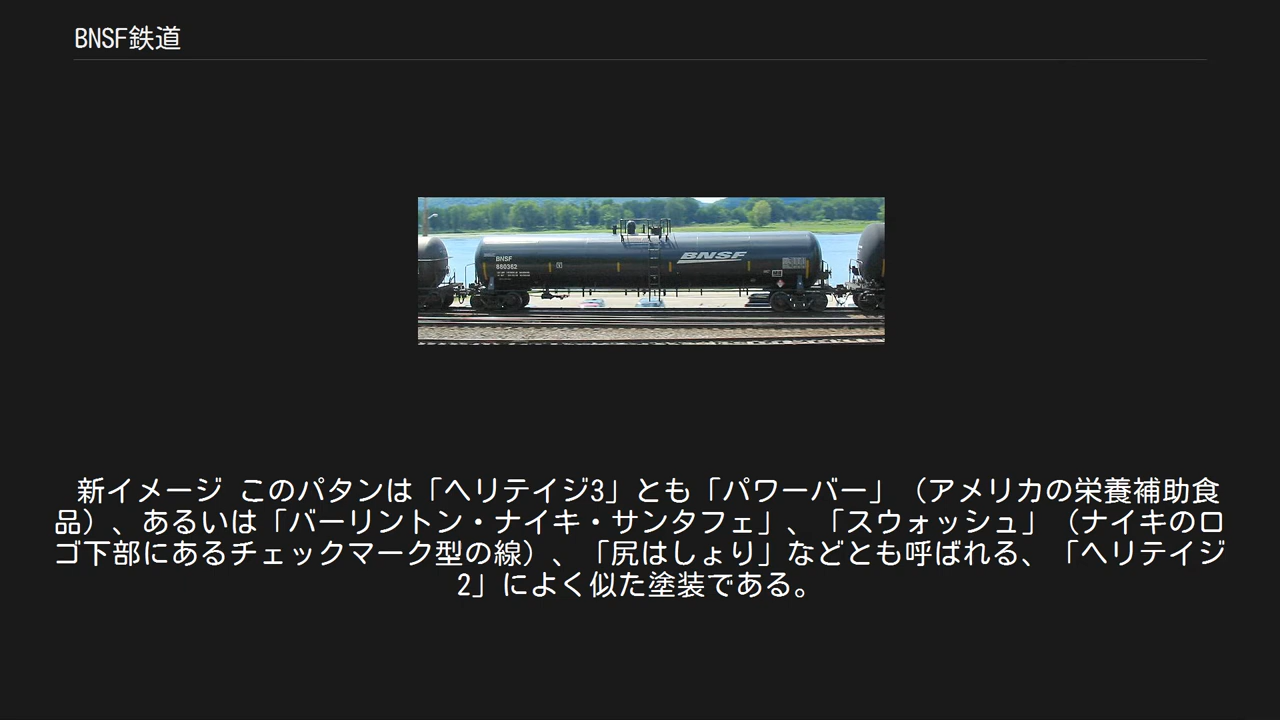 BNSF鉄道
BNSF
BNSF
880362
新イメージ このパタンは「ヘリテイジ3」とも「パワーバー」（アメリカの栄養補助食
品）、あるいは「バーリントン・ナイキ・サンタフェ」、「スウォッシュ」（ナイキのロ
ゴ下部にあるチェックマーク型の線）、「尻はしょり」などとも呼ばれる、「ヘリテイジ
2」によく似た塗装である。